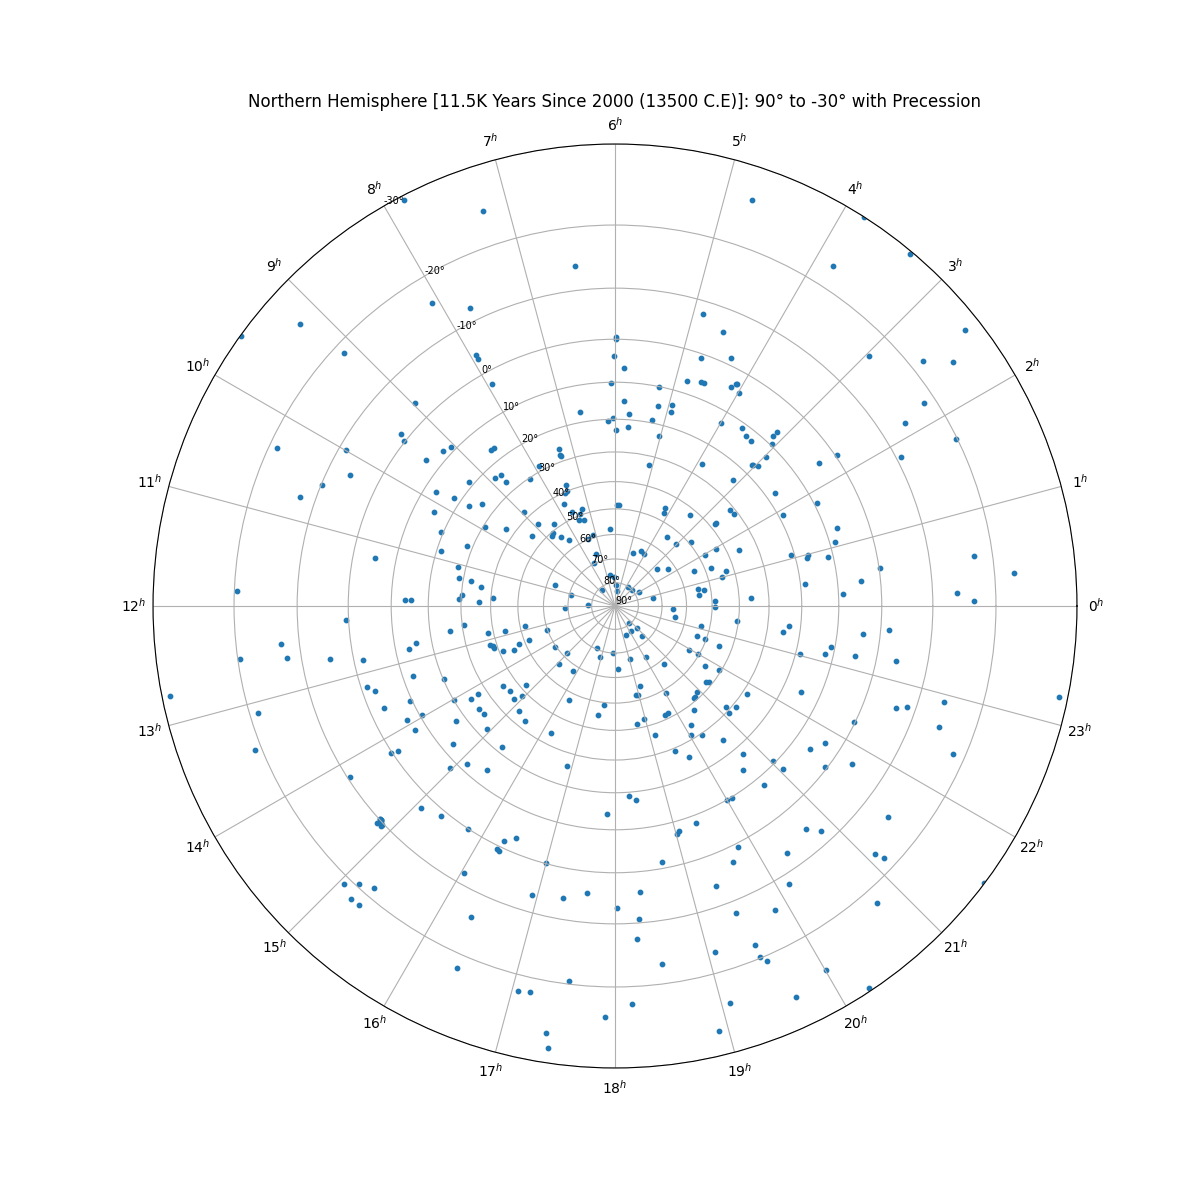 Northern Hemisphere [11.5K Years Since 2000 (13500 C.E)]: 90° to -30° with Precession
6ʰ
7ʰ
5ʰ
8ʰ
4ʰ
-30°
9ʰ
3ʰ
-20°
-10°
10ʰ
2ʰ
0°
10°
20°
30°
11ʰ
1ʰ
40°
50°
60°
70°
80°
90°
12ʰ
0ʰ
13ʰ
23ʰ
14ʰ
22ʰ
15ʰ
21ʰ
16ʰ
20ʰ
17ʰ
19ʰ
18ʰ